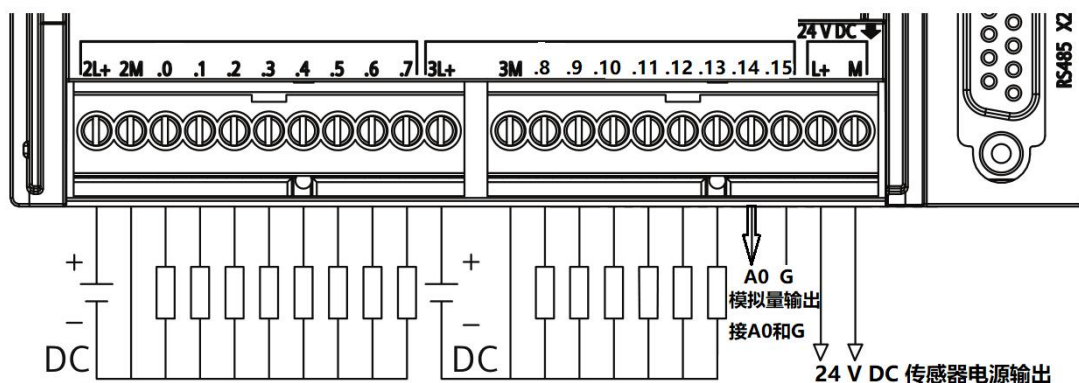 24 V DC
RS485 X2
2L+ 2M .0 .1 .2 .3 .4 .5 .6 .7 3L+ 3M .8 .9 .10 .11 .12 .13 .14 .15 L+ M
+
−
DC
+
−
DC
A0 G
模拟量输出
接A0和G
24 V DC 传感器电源输出